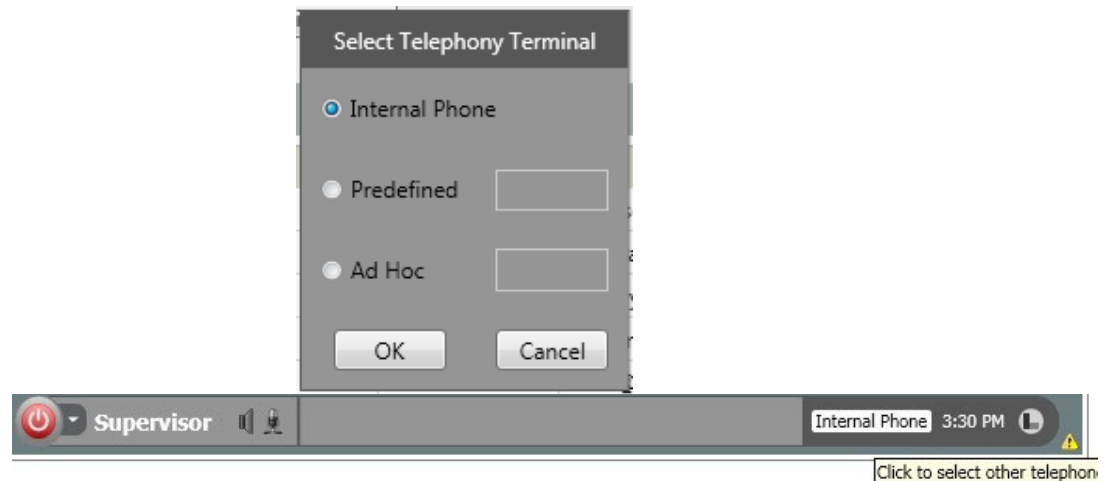 Select Telephony Terminal
Internal Phone
Predefined
Ad Hoc
OK Cancel
Supervisor Internal Phone 3:30 PM
Click to select other